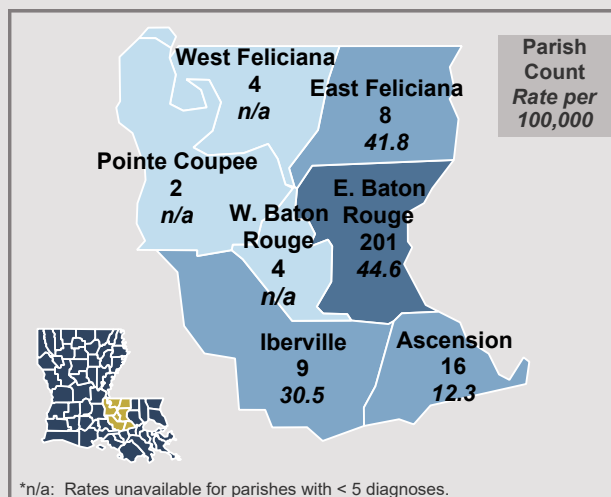 Parish
Count
Rate per
100,000
West Feliciana
4
n/a
East Feliciana
8
41.8
Pointe Coupee
2
n/a
W. Baton
Rouge
4
n/a
E. Baton
Rouge
201
44.6
Iberville
9
30.5
Ascension
16
12.3
*n/a: Rates unavailable for parishes with < 5 diagnoses.